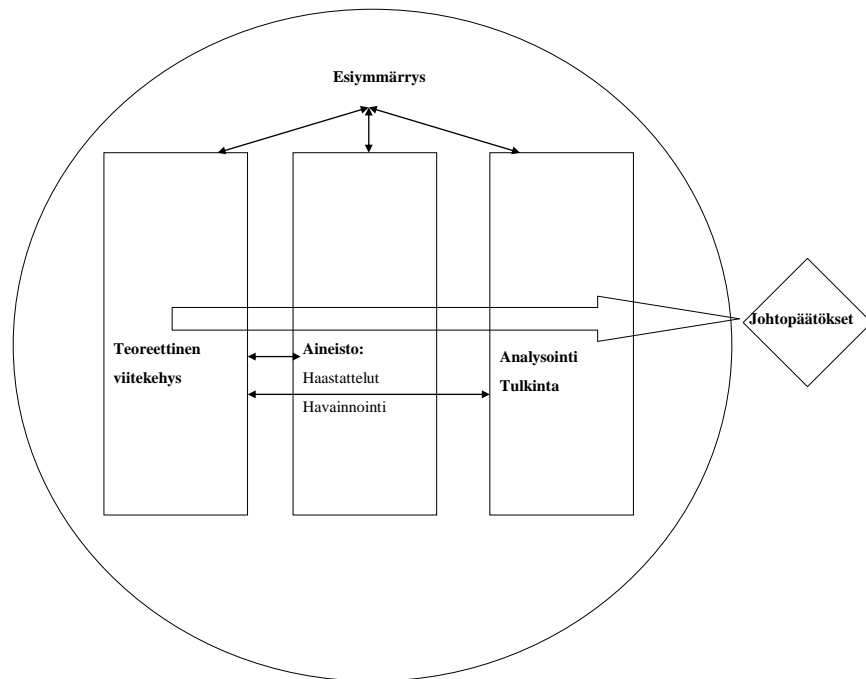 Esiymmärrys
Teoreettinen
viitekehys
Aineisto:
Haastattelut
Havainnointi
Analysointi
Tulkinta
Johtopäätökset